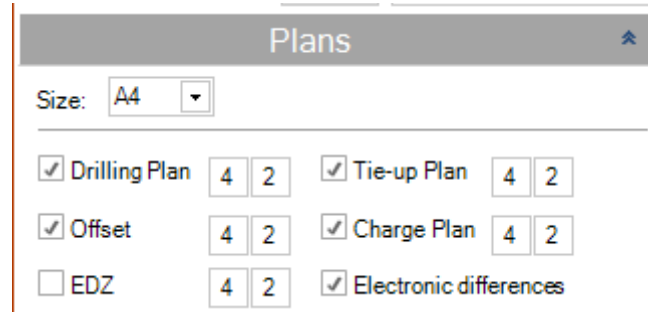 Plans
Size: A4
Drilling Plan 4 2 Tie-up Plan 4 2
Offset 4 2 Charge Plan 4 2
EDZ 4 2 Electronic differences